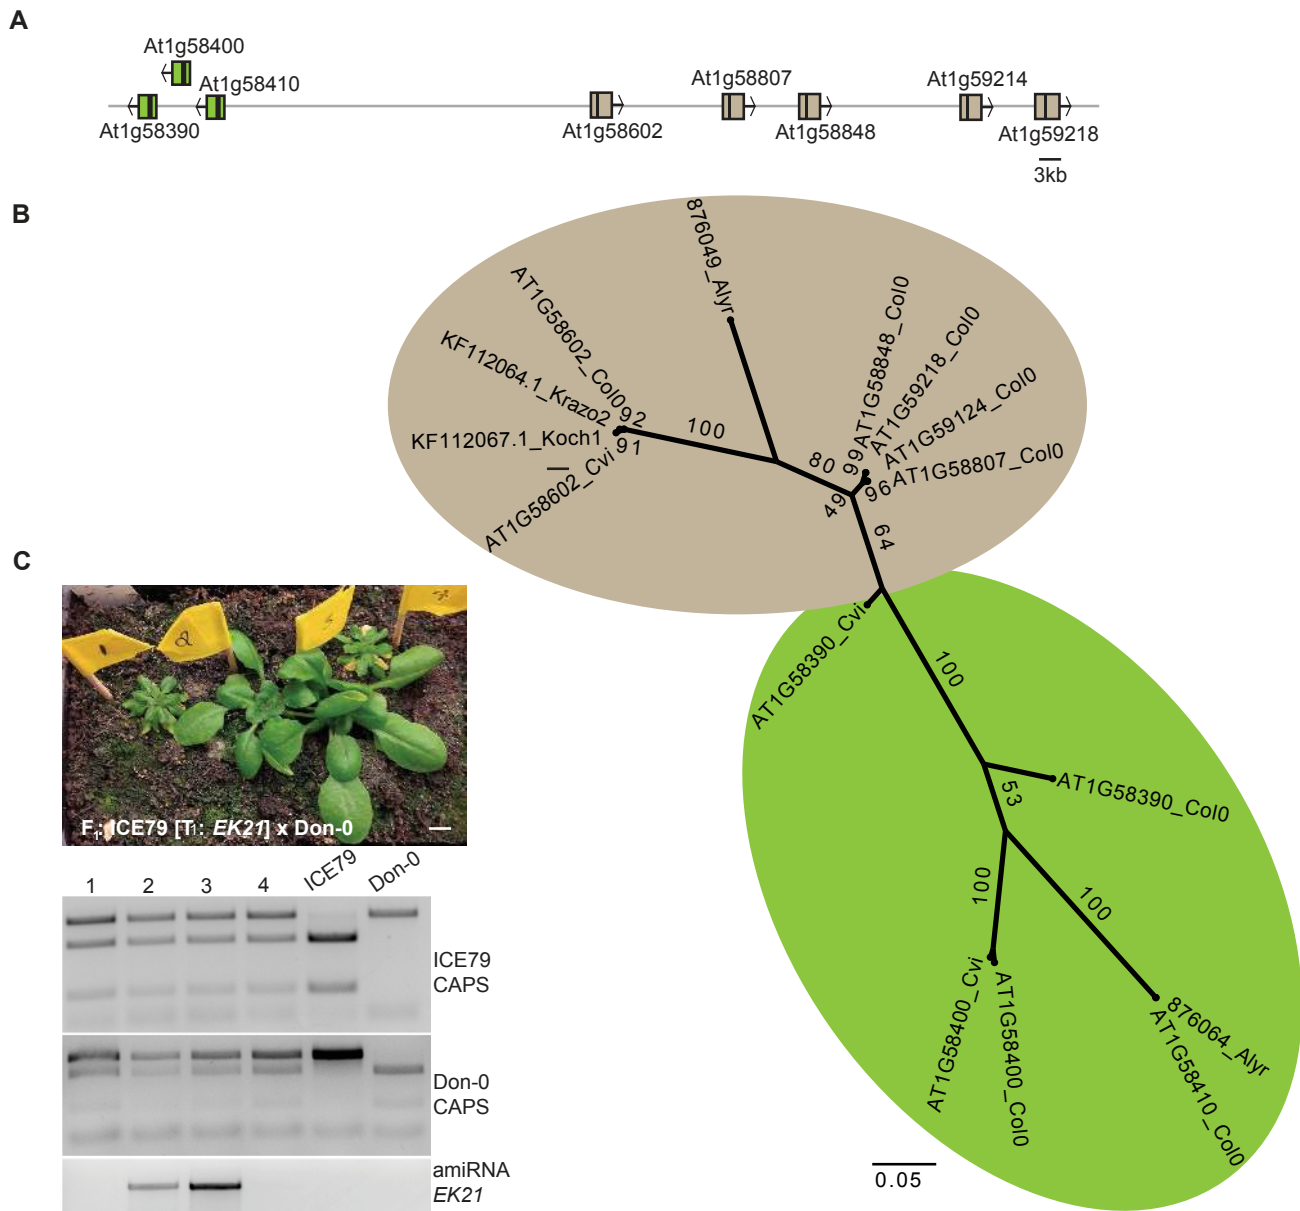 A
At1g58400
At1g58410
At1g58390
At1g58602
At1g58807
At1g58848
At1g59214
At1g59218
3kb
B
876049_Alyr
AT1G58602_Col0
KF112064.1_Krazo2
KF112067.1_Koch1
AT1G58602_Cvi
92
91
100
80
AT1G58848_Col0
AT1G59218_Col0
AT1G59124_Col0
AT1G58807_Col0
99
96
49
64
AT1G58390_Cvi
100
AT1G58390_Col0
53
100
100
AT1G58400_Cvi
AT1G58400_Col0
876064_Alyr
AT1G58410_Col0
0.05
C
2
F1: ICE79 [T1: EK21] x Don-0
1 2 3 4 ICE79 Don-0
ICE79
CAPS
Don-0
CAPS
amiRNA
EK21